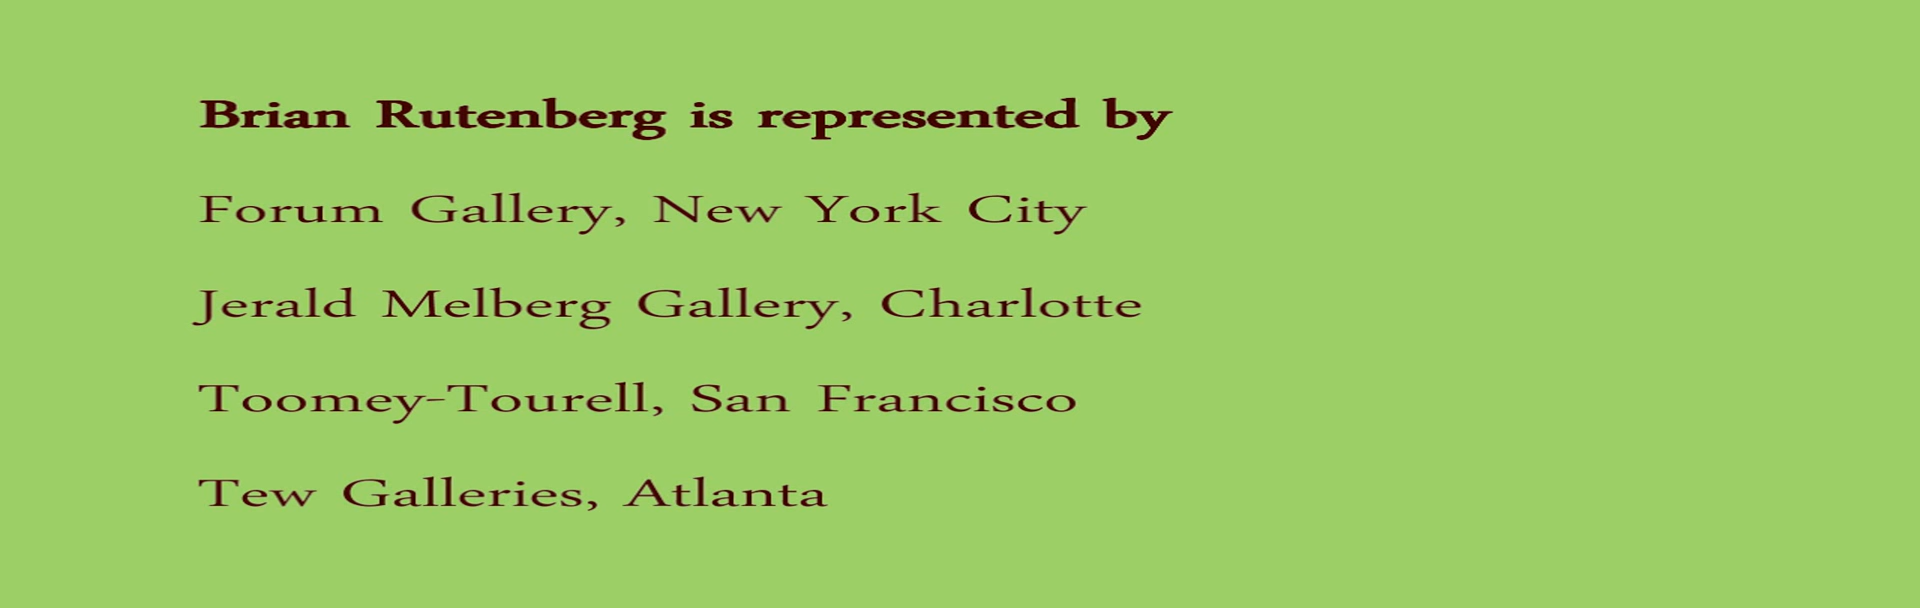 Brian Rutenberg is represented by
Forum Gallery, New York City
Jerald Melberg Gallery, Charlotte
Toomey-Tourell, San Francisco
Tew Galleries, Atlanta